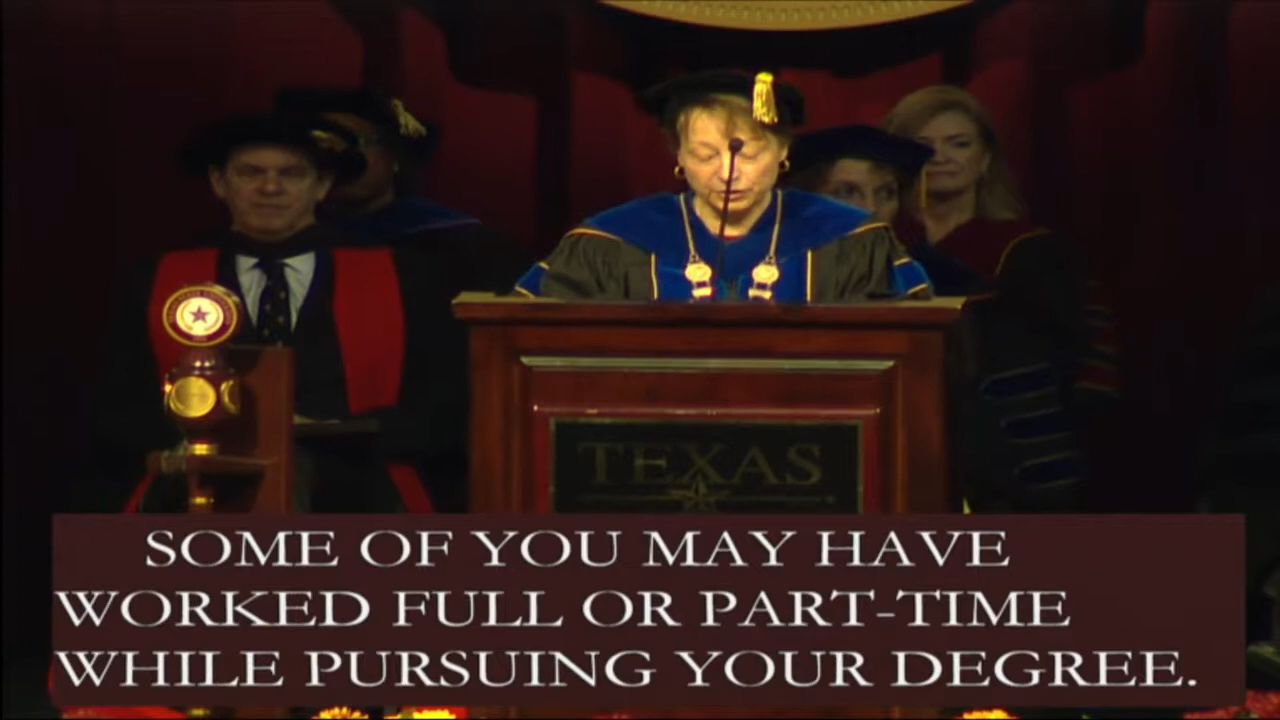 TEXAS
SOME OF YOU MAY HAVE
WORKED FULL OR PART-TIME
WHILE PURSUING YOUR DEGREE.